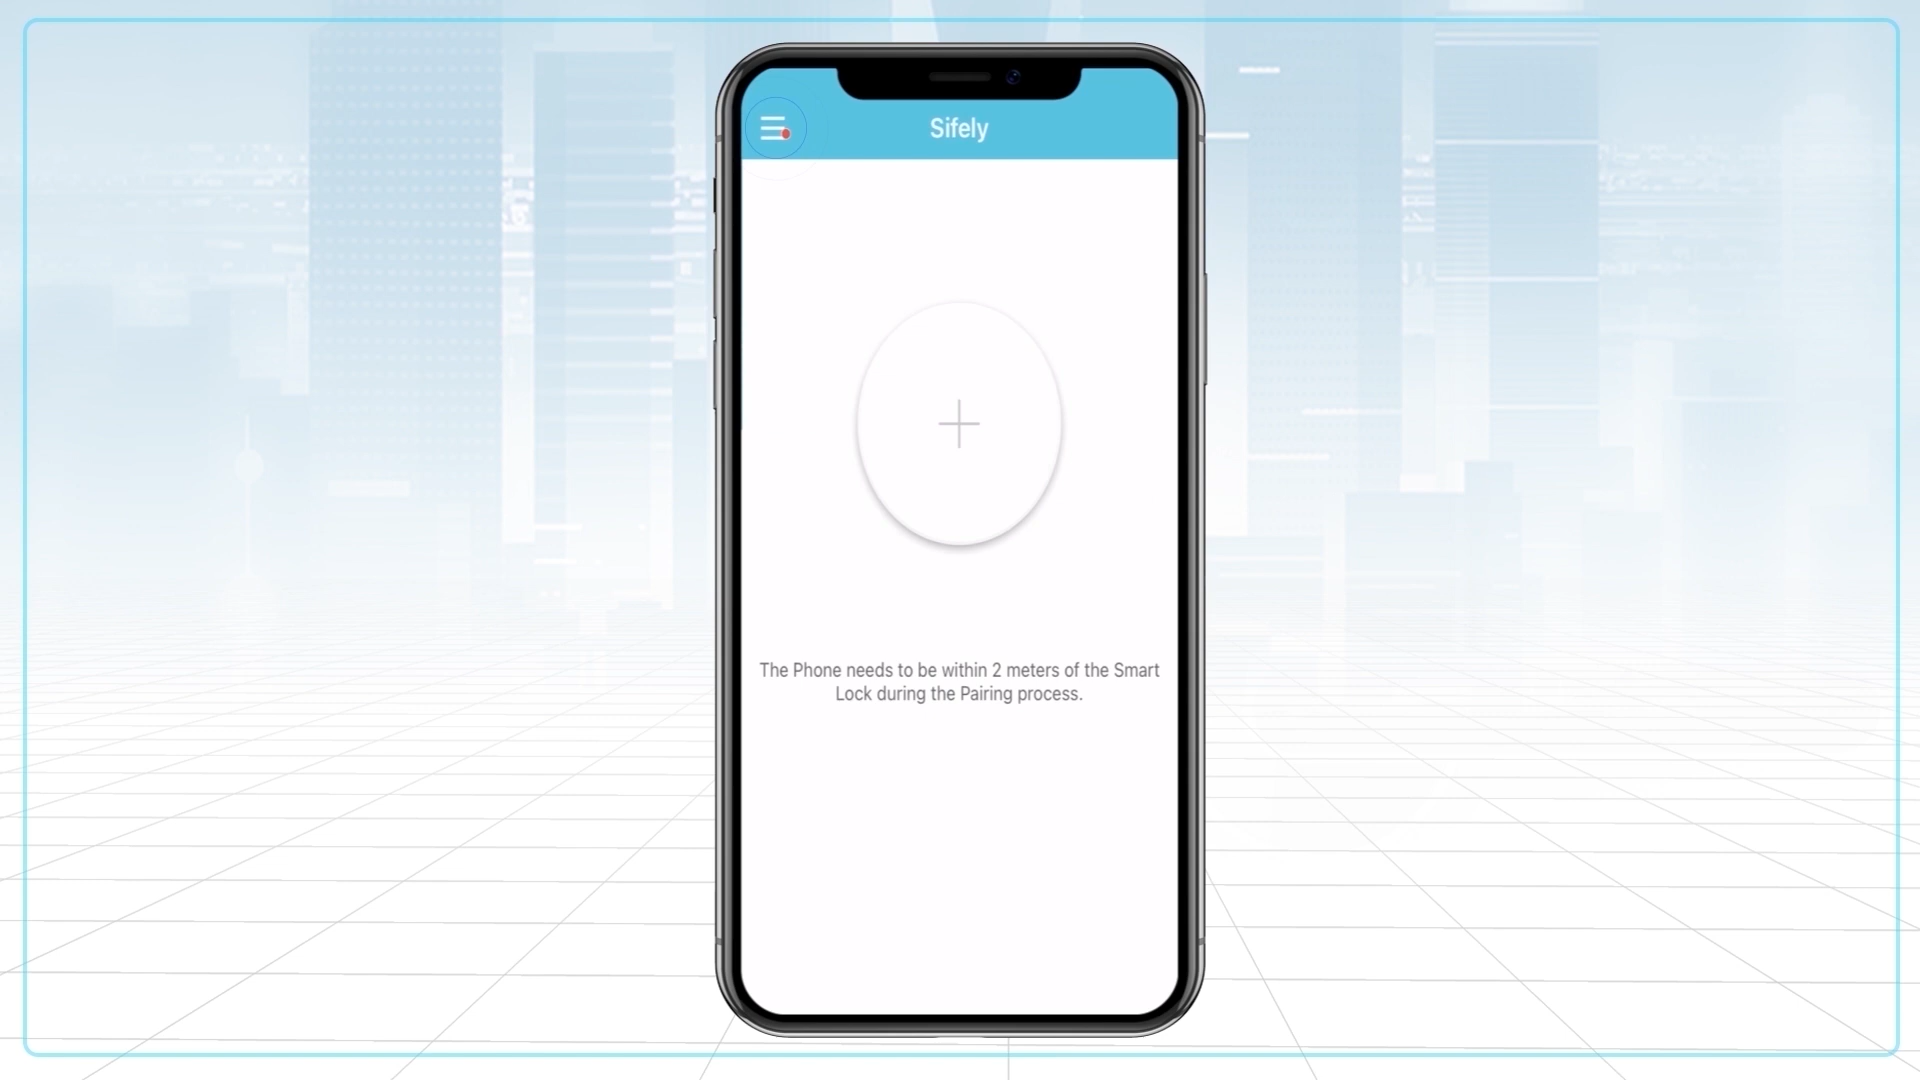 Sifely
The Phone needs to be within 2 meters of the Smart
Lock during the Pairing process.